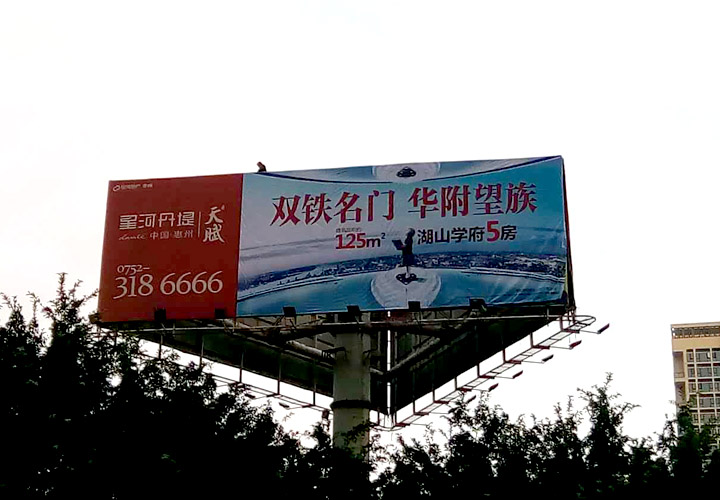 星河丹堤
中国·惠州
天赋
0752-
318 6666
双铁名门 华附望族
125m²
湖山学府5房